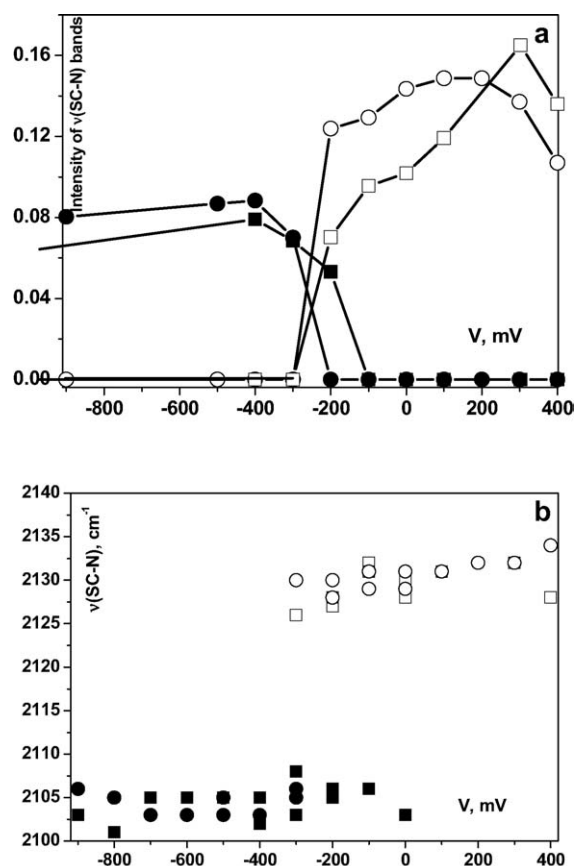 a
Intensity of ν(SC-N) bands
0.16
0.12
0.08
0.04
0.00
V, mV
-800 -600 -400 -200 0 200 400
b
ν(SC-N), cm-1
2140
2135
2130
2125
2120
2115
2110
2105
2100
V, mV
-800 -600 -400 -200 0 200 400